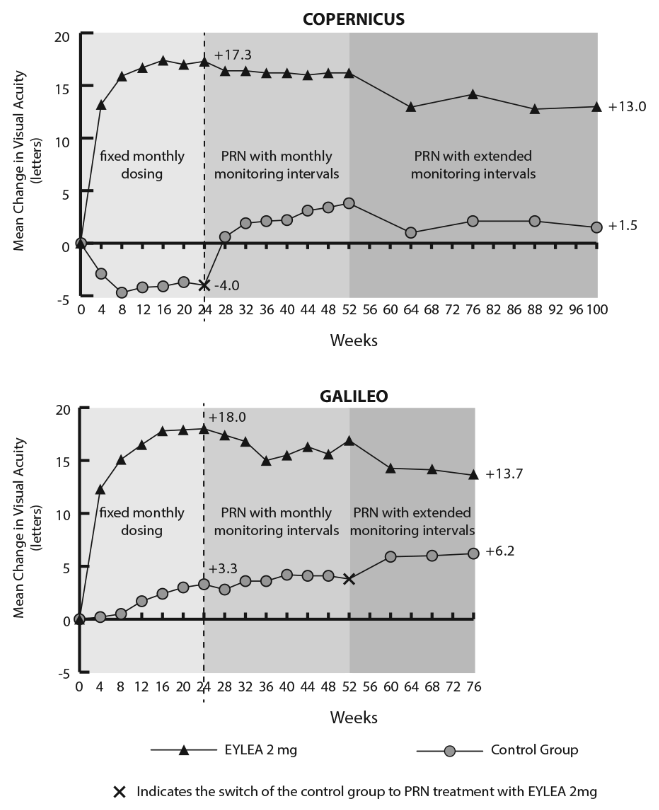 COPERNICUS
Mean Change in Visual Acuity
(letters)
20
15
10
5
0
-5
+17.3
+13.0
fixed monthly
dosing
PRN with monthly
monitoring intervals
PRN with extended
monitoring intervals
+1.5
-4.0
0 4 8 12 16 20 24 28 32 36 40 44 48 52 56 60 64 68 72 76 80 84 88 92 96 100
Weeks
GALILEO
Mean Change in Visual Acuity
(letters)
20
15
10
5
0
-5
+18.0
+13.7
fixed monthly
dosing
PRN with monthly
monitoring intervals
PRN with extended
monitoring intervals
+3.3
+6.2
0 4 8 12 16 20 24 28 32 36 40 44 48 52 56 60 64 68 72 76
Weeks
EYLEA 2 mg
Control Group
Indicates the switch of the control group to PRN treatment with EYLEA 2mg